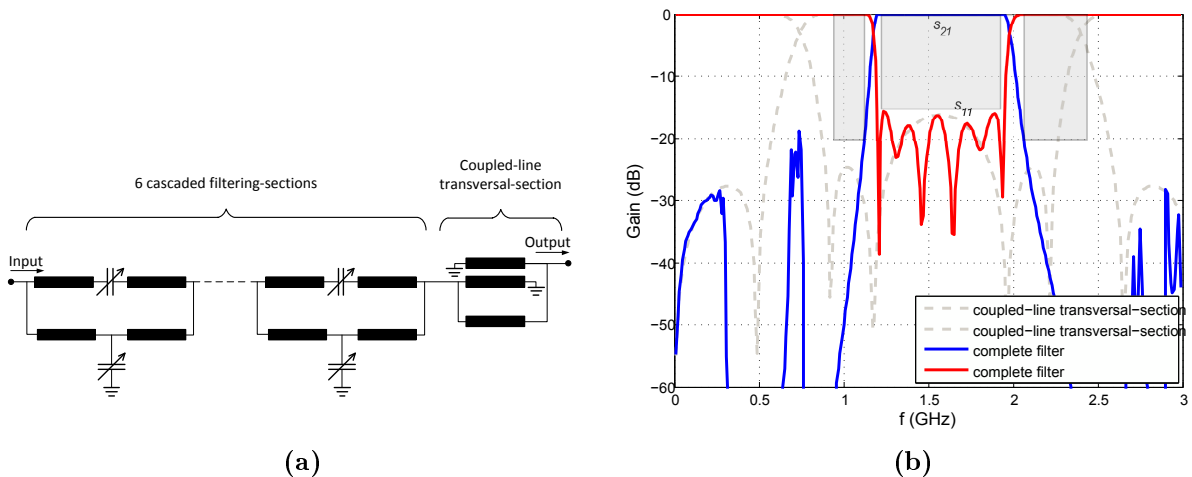 6 cascaded filtering-sections
Coupled-line
transversal-section
Input
Output
(a)
0
−10
−20
−30
−40
−50
−60
Gain (dB)
s21
s11
coupled−line transversal−section
coupled−line transversal−section
complete filter
complete filter
0
0.5
1
1.5
2
2.5
3
f (GHz)
(b)